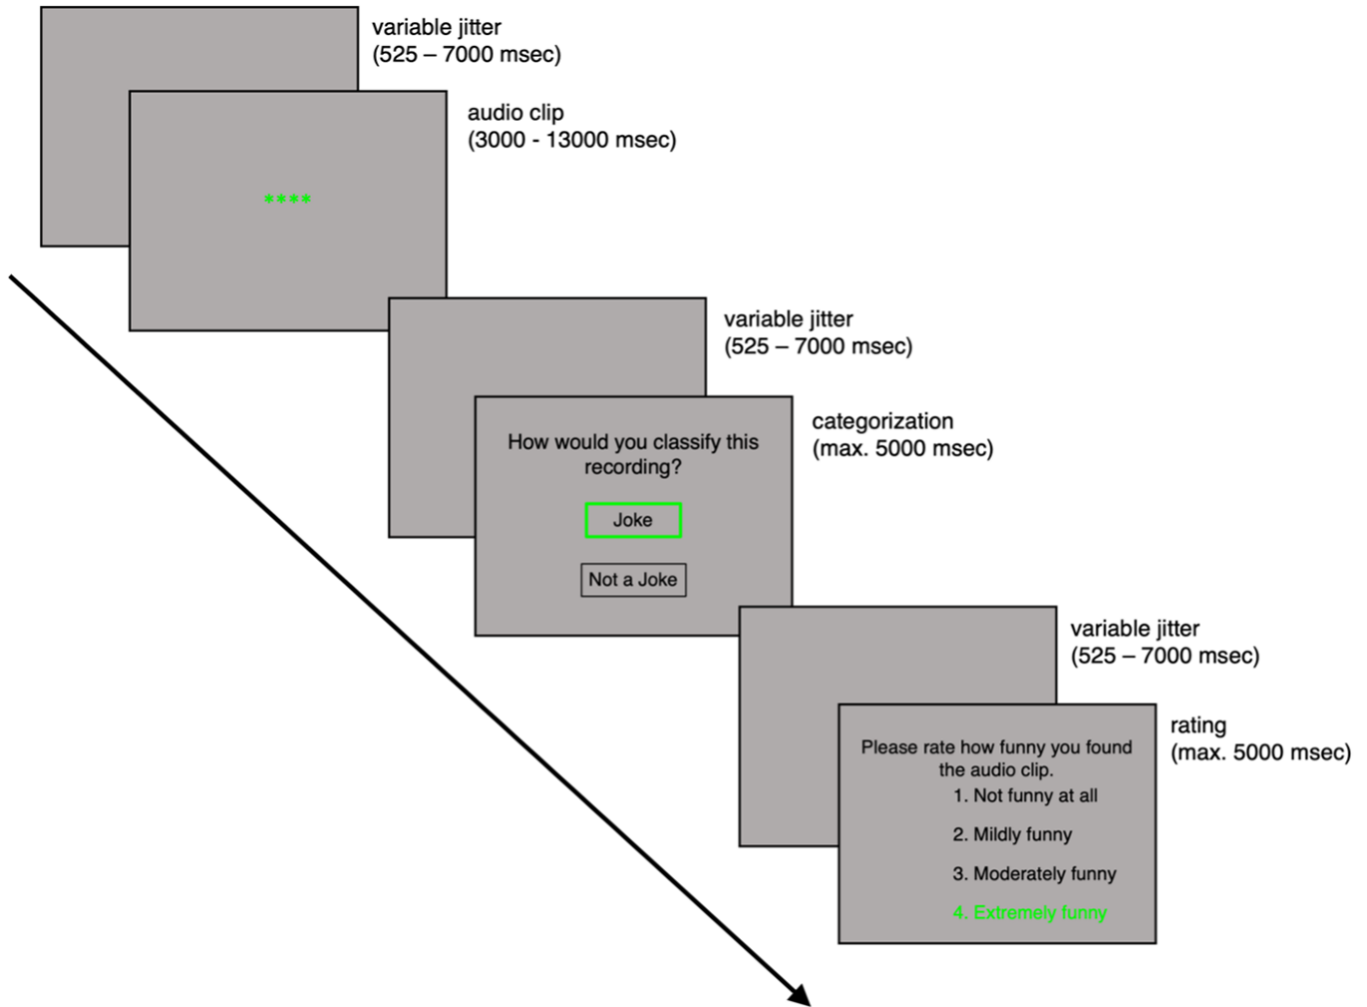 variable jitter
(525 – 7000 msec)
audio clip
(3000 - 13000 msec)
****
variable jitter
(525 – 7000 msec)
categorization
(max. 5000 msec)
How would you classify this
recording?
Joke
Not a Joke
variable jitter
(525 – 7000 msec)
rating
(max. 5000 msec)
Please rate how funny you found
the audio clip.
1. Not funny at all
2. Mildly funny
3. Moderately funny
4. Extremely funny